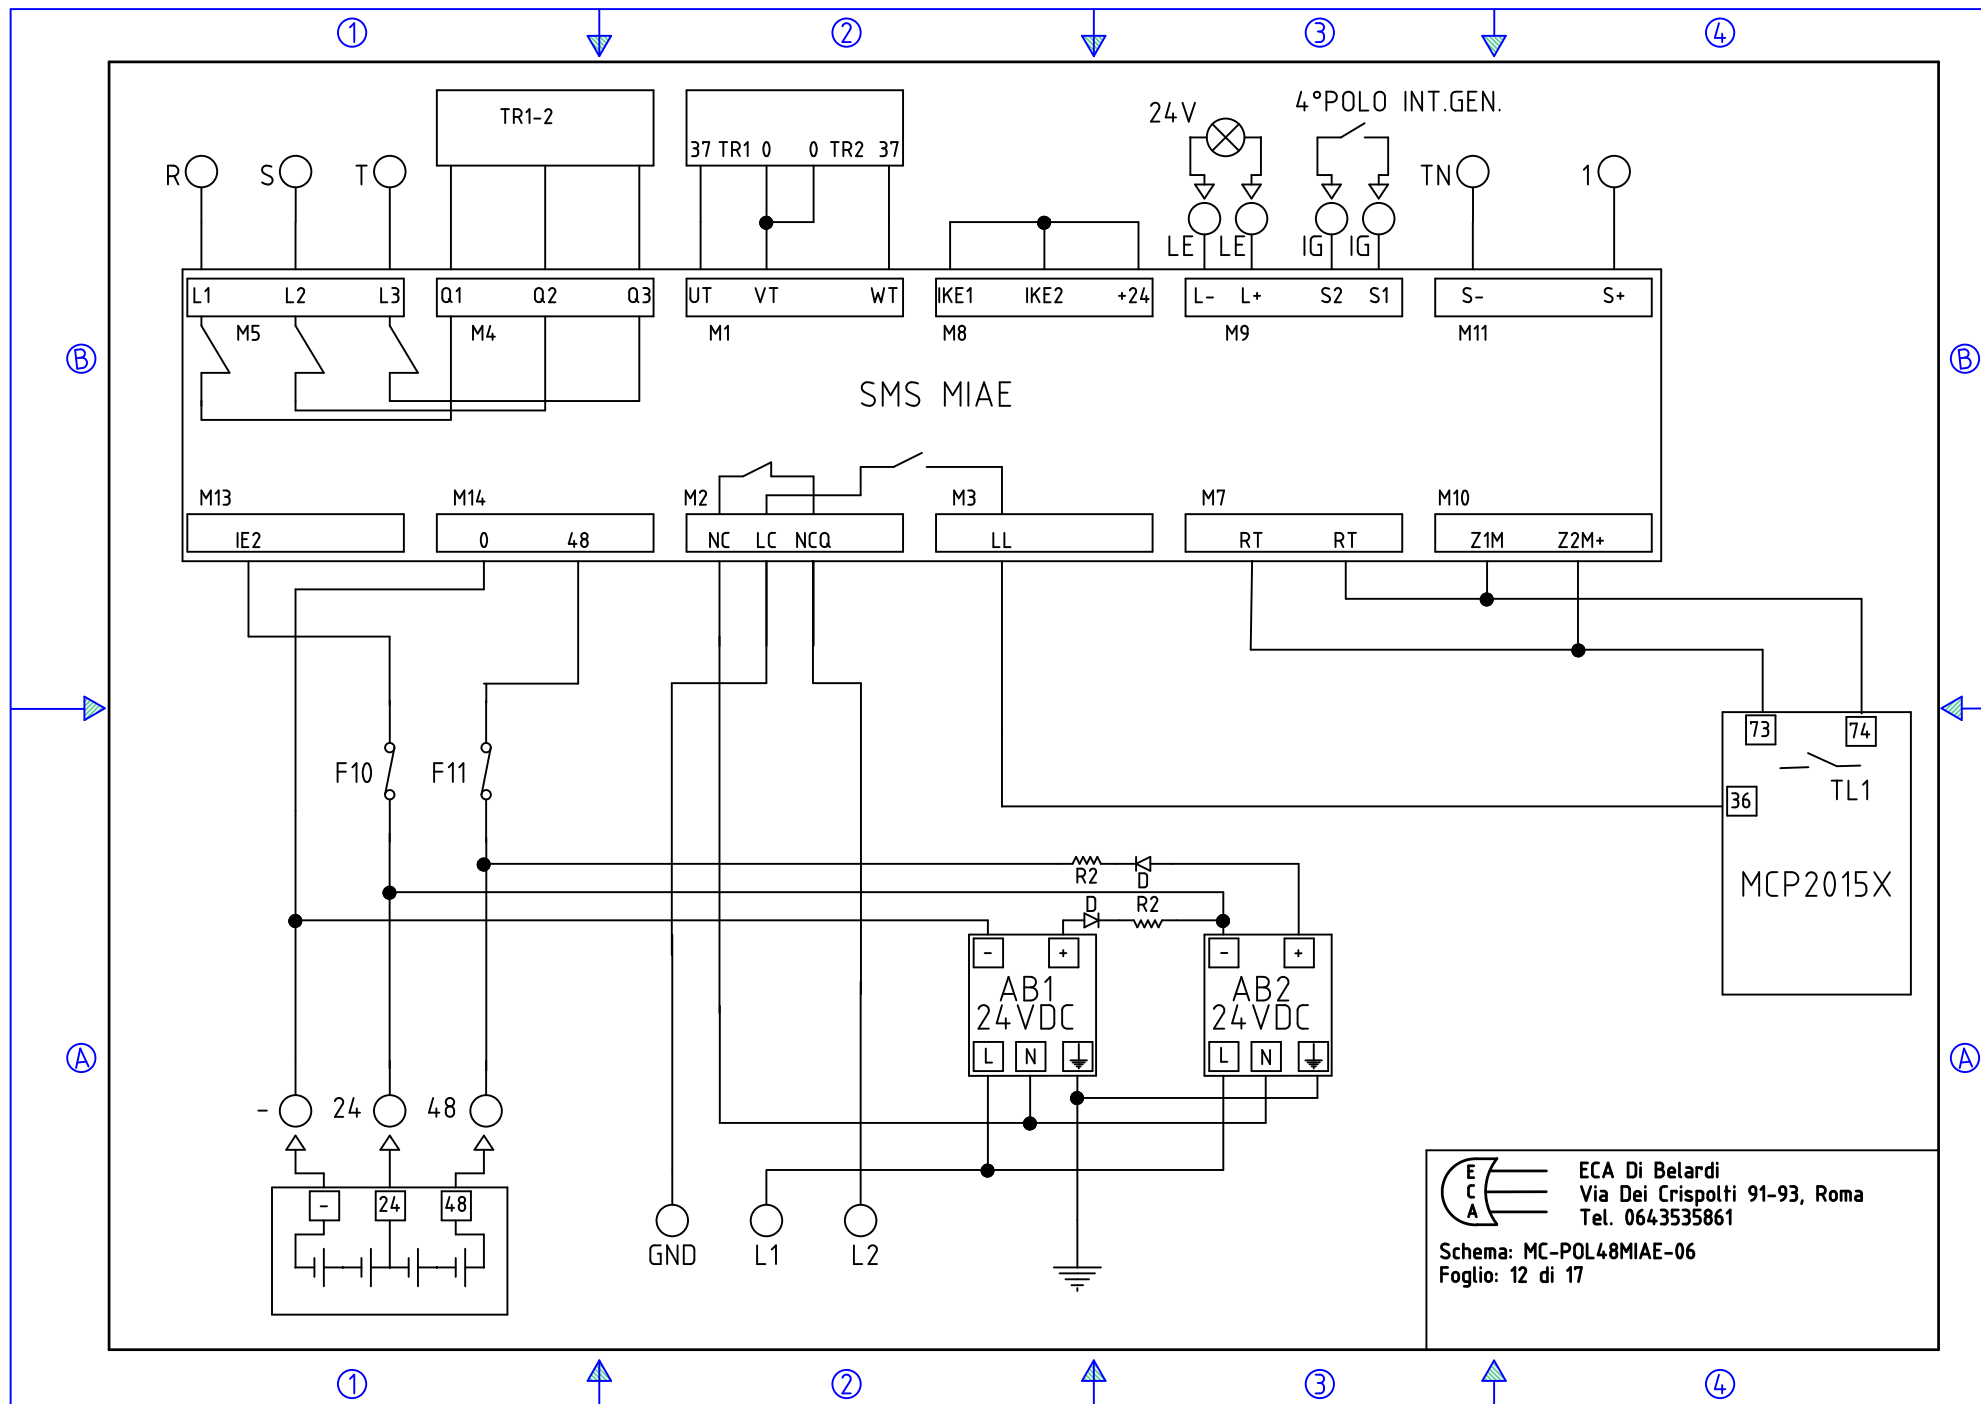 1 2 3 4
TR1-2
37 TR1 0 0 TR2 37
24V
4°POLO INT.GEN.
R S T
TN 1
LE LE IG IG
L1 L2 L3
Q1 Q2 Q3
UT VT WT
IKE1 IKE2 +24
L- L+ S2 S1
S- S+
M5 M4 M1 M8 M9 M11
B B
SMS MIAE
M13 M14 M2 M3 M7 M10
IE2
0 48
NC LC NCQ
LL
RT RT
Z1M Z2M+
73 74
F10 F11
TL1
36
R2 D
MCP2015X
D R2
- + - +
AB1
24VDC
AB2
24VDC
L N L N
A A
- 24 48
- 24 48
GND L1 L2
E
C
A
ECA Di Belardi
Via Dei Crispolti 91-93, Roma
Tel. 0643535861
Schema: MC-POL48MIAE-06
Foglio: 12 di 17
1 2 3 4